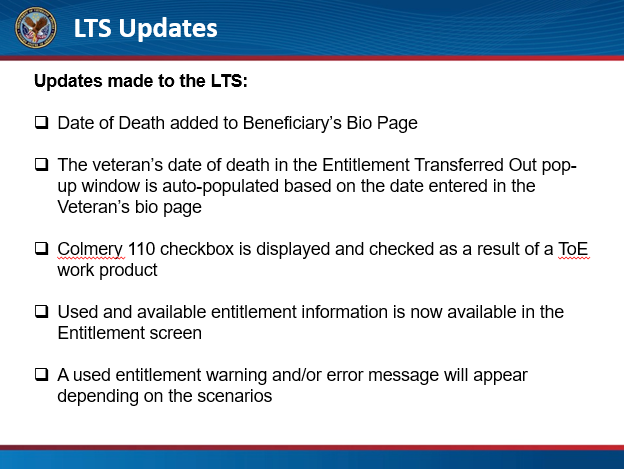 LTS Updates
Updates made to the LTS:
Date of Death added to Beneficiary’s Bio Page
The veteran’s date of death in the Entitlement Transferred Out pop-
up window is auto-populated based on the date entered in the
Veteran’s bio page
Colmery 110 checkbox is displayed and checked as a result of a ToE
work product
Used and available entitlement information is now available in the
Entitlement screen
A used entitlement warning and/or error message will appear
depending on the scenarios